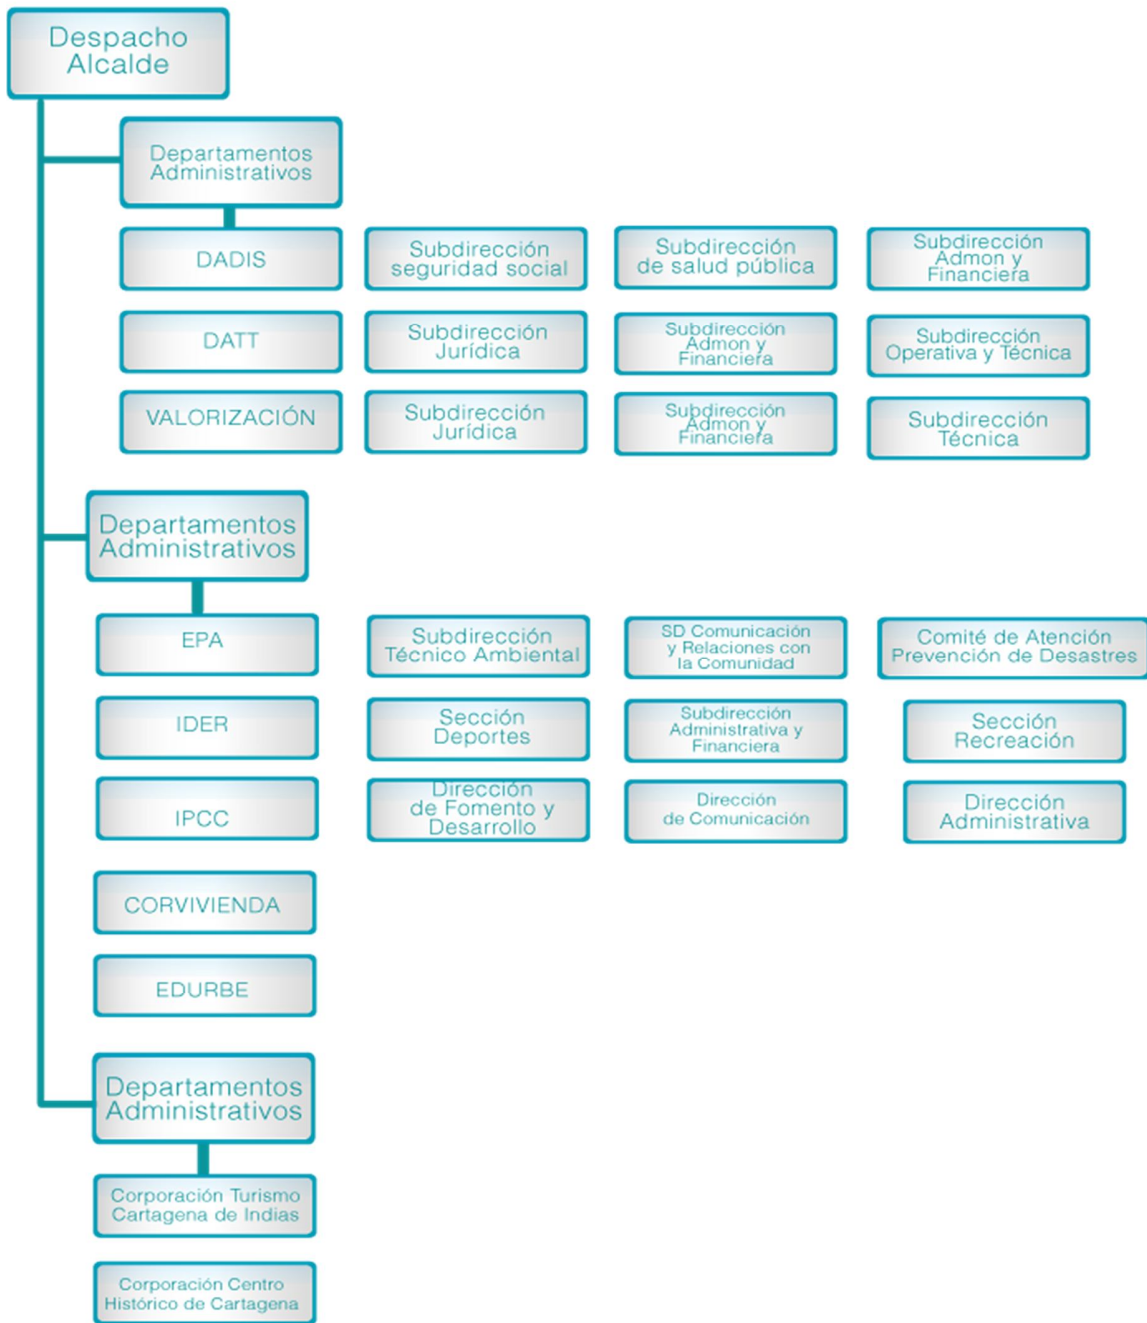 Despacho
Alcalde
Departamentos
Administrativos
DADIS
Subdirección
seguridad social
Subdirección
de salud pública
Subdirección
Admon y
Financiera
DATT
Subdirección
Jurídica
Subdirección
Admon y
Financiera
Subdirección
Operativa y Técnica
VALORIZACIÓN
Subdirección
Jurídica
Subdirección
Admon y
Financiera
Subdirección
Técnica
Departamentos
Administrativos
EPA
Subdirección
Técnico Ambiental
SD Comunicación
y Relaciones con
la Comunidad
Comité de Atención
Prevención de Desastres
IDER
Sección
Deportes
Subdirección
Administrativa y
Financiera
Sección
Recreación
IPCC
Dirección
de Fomento y
Desarrollo
Dirección
de Comunicación
Dirección
Administrativa
CORVIVIENDA
EDURBE
Departamentos
Administrativos
Corporación Turismo
Cartagena de Indias
Corporación Centro
Histórico de Cartagena